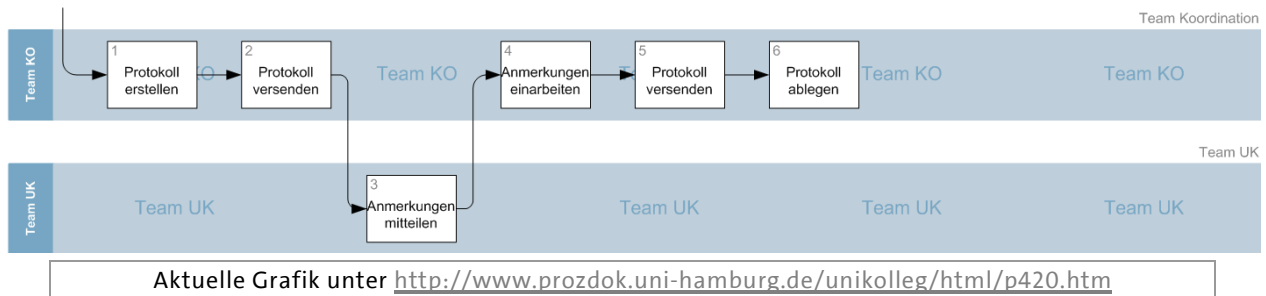 Team Koordination
Team KO
1
Protokoll
erstellen
2
Protokoll
versenden
Team KO
4
Anmerkungen
einarbeiten
5
Protokoll
versenden
6
Protokoll
ablegen
Team KO
Team KO
Team UK
Team UK
Team UK
3
Anmerkungen
mitteilen
Team UK
Team UK
Team UK
Aktuelle Grafik unter http://www.prozdok.uni-hamburg.de/unikolleg/html/p420.htm